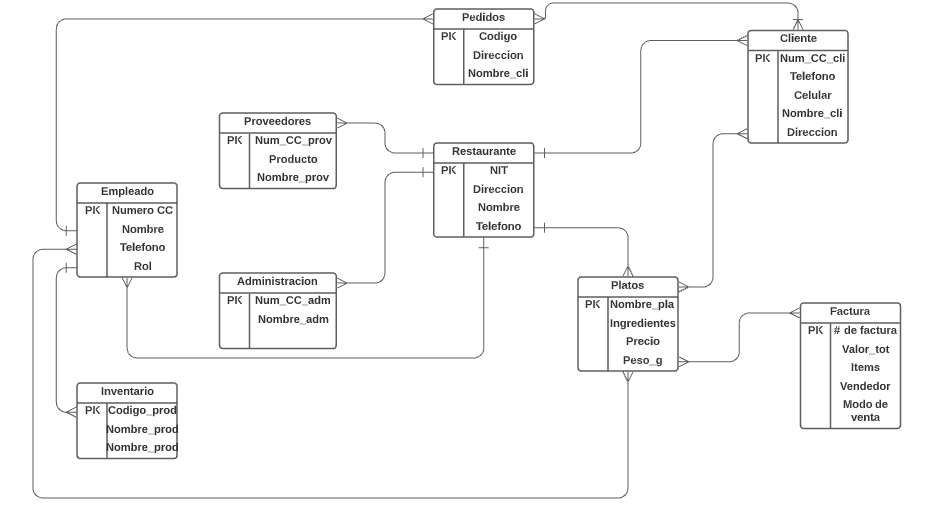 Pedidos
PK Codigo
Direccion
Nombre_cli
Cliente
PK Num_CC_cli
Telefono
Celular
Nombre_cli
Direccion
Proveedores
PK Num_CC_prov
Producto
Nombre_prov
Restaurante
PK NIT
Direccion
Nombre
Telefono
Empleado
PK Numero CC
Nombre
Telefono
Rol
Administracion
PK Num_CC_adm
Nombre_adm
Platos
PK Nombre_pla
Ingredientes
Precio
Peso_g
Factura
PK # de factura
Valor_tot
Items
Vendedor
Modo de
venta
Inventario
PK Codigo_prod
Nombre_prod
Nombre_prod